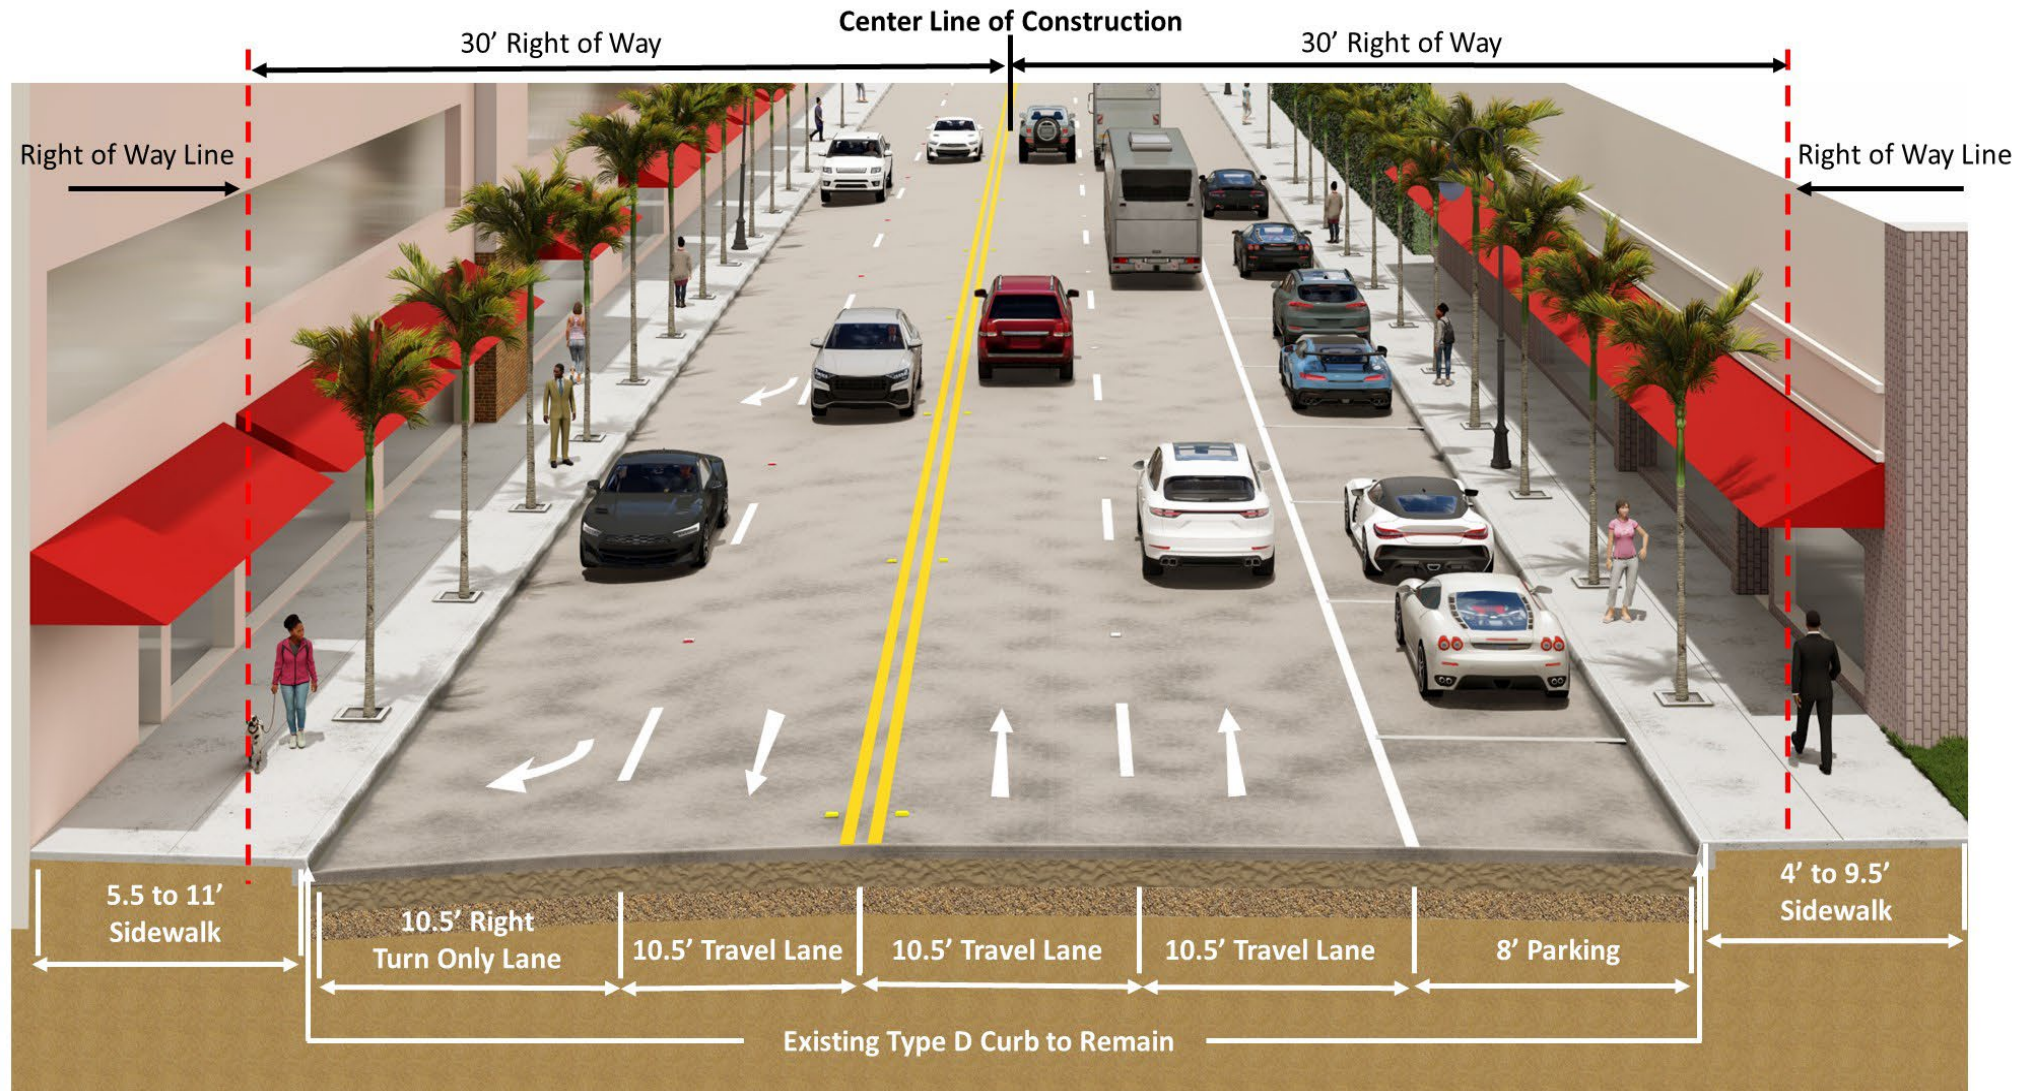 Center Line of Construction
30’ Right of Way
30’ Right of Way
Right of Way Line
Right of Way Line
5.5 to 11’
Sidewalk
10.5’ Right
Turn Only Lane
10.5’ Travel Lane
10.5’ Travel Lane
10.5’ Travel Lane
8’ Parking
4’ to 9.5’
Sidewalk
Existing Type D Curb to Remain